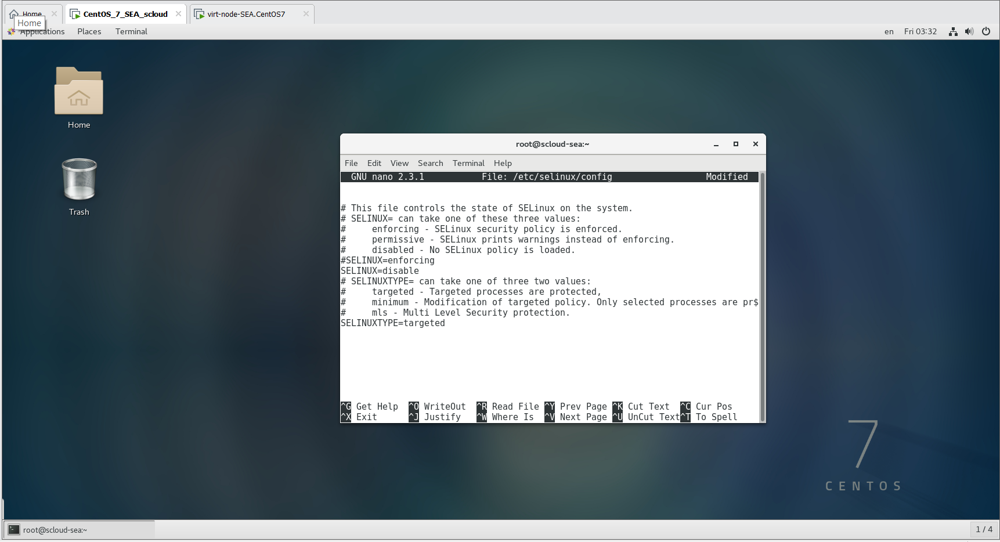 Home
CentOS_7_SEA_scloud
virt-node-SEA.CentOS7
Home
Applications Places Terminal
en Fri 03:32
Home
Trash
root@scloud-sea:~
File Edit View Search Terminal Help
GNU nano 2.3.1 File: /etc/selinux/config Modified
# This file controls the state of SELinux on the system.
# SELINUX= can take one of these three values:
#     enforcing - SELinux security policy is enforced.
#     permissive - SELinux prints warnings instead of enforcing.
#     disabled - No SELinux policy is loaded.
#SELINUX=enforcing
SELINUX=disable
# SELINUXTYPE= can take one of three two values:
#     targeted - Targeted processes are protected,
#     minimum - Modification of targeted policy. Only selected processes are pr$
#     mls - Multi Level Security protection.
SELINUXTYPE=targeted
^G Get Help ^O WriteOut ^R Read File ^Y Prev Page ^K Cut Text ^C Cur Pos
^X Exit ^J Justify ^W Where Is ^V Next Page ^U UnCut Text ^T To Spell
7
CENTOS
root@scloud-sea:~
1 / 4